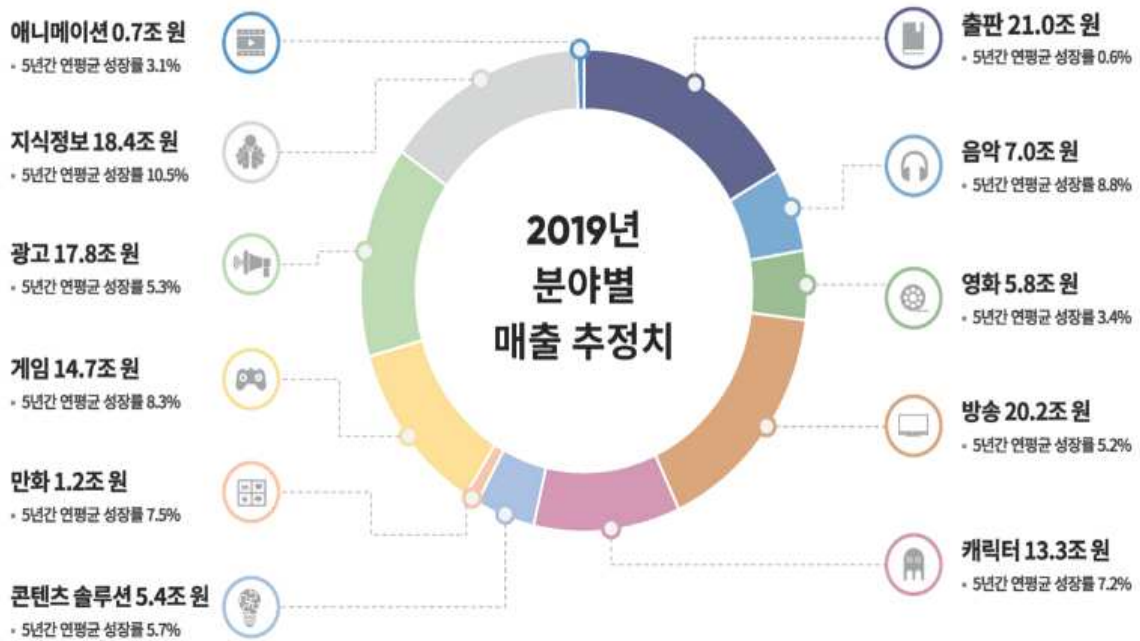 애니메이션 0.7조 원
• 5년간 연평균 성장률 3.1%
지식정보 18.4조 원
• 5년간 연평균 성장률 10.5%
광고 17.8조 원
• 5년간 연평균 성장률 5.3%
게임 14.7조 원
• 5년간 연평균 성장률 8.3%
만화 1.2조 원
• 5년간 연평균 성장률 7.5%
콘텐츠 솔루션 5.4조 원
• 5년간 연평균 성장률 5.7%
2019년
분야별
매출 추정치
출판 21.0조 원
• 5년간 연평균 성장률 0.6%
음악 7.0조 원
• 5년간 연평균 성장률 8.8%
영화 5.8조 원
• 5년간 연평균 성장률 3.4%
방송 20.2조 원
• 5년간 연평균 성장률 5.2%
캐릭터 13.3조 원
• 5년간 연평균 성장률 7.2%